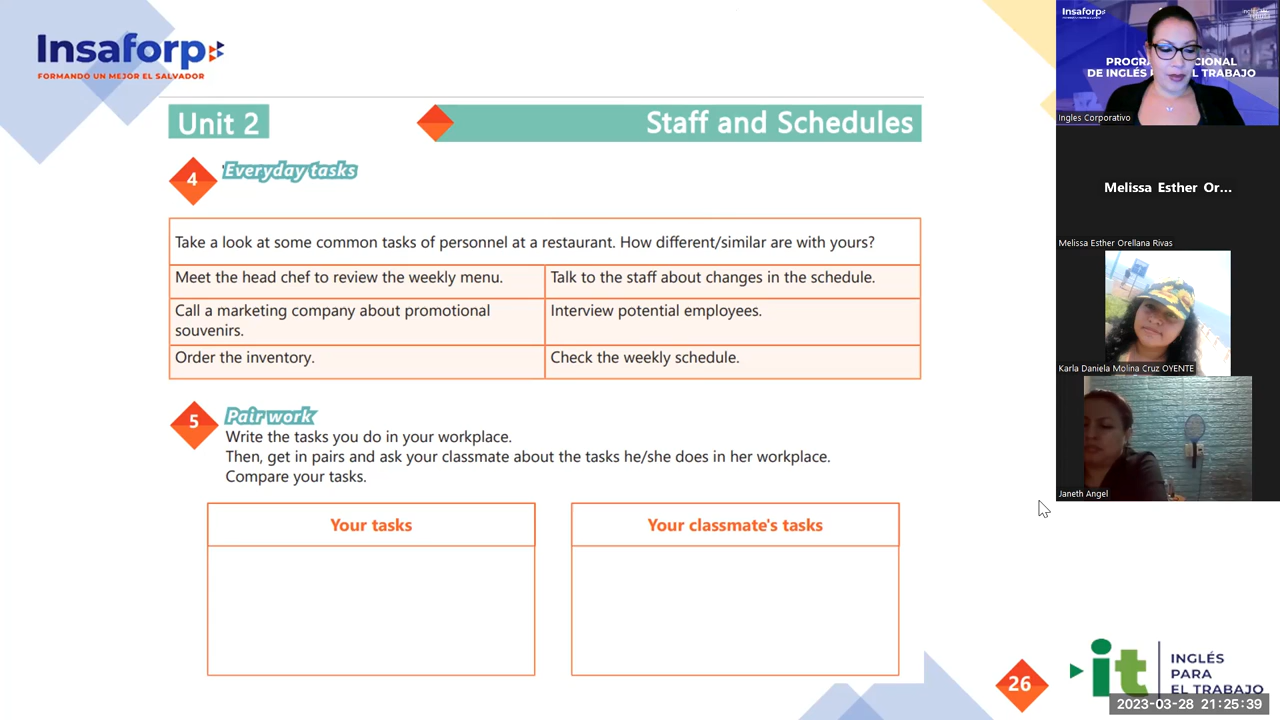 Insaforp
FORMANDO UN MEJOR EL SALVADOR
Unit 2
Staff and Schedules
4
Everyday tasks
Take a look at some common tasks of personnel at a restaurant. How different/similar are with yours?
Meet the head chef to review the weekly menu.
Talk to the staff about changes in the schedule.
Call a marketing company about promotional
souvenirs.
Interview potential employees.
Order the inventory.
Check the weekly schedule.
5
Pair work
Write the tasks you do in your workplace.
Then, get in pairs and ask your classmate about the tasks he/she does in her workplace.
Compare your tasks.
Your tasks
Your classmate's tasks
26
it
INGLÉS
PARA
EL TRABAJO
2023-03-28 21:25:39
Insaforp
DE INGLÉS
EL TRABAJO
Ingles Corporativo
Melissa Esther Or...
Melissa Esther Orellana Rivas
Karla Daniela Molina Cruz OYENTE
Janeth Angel